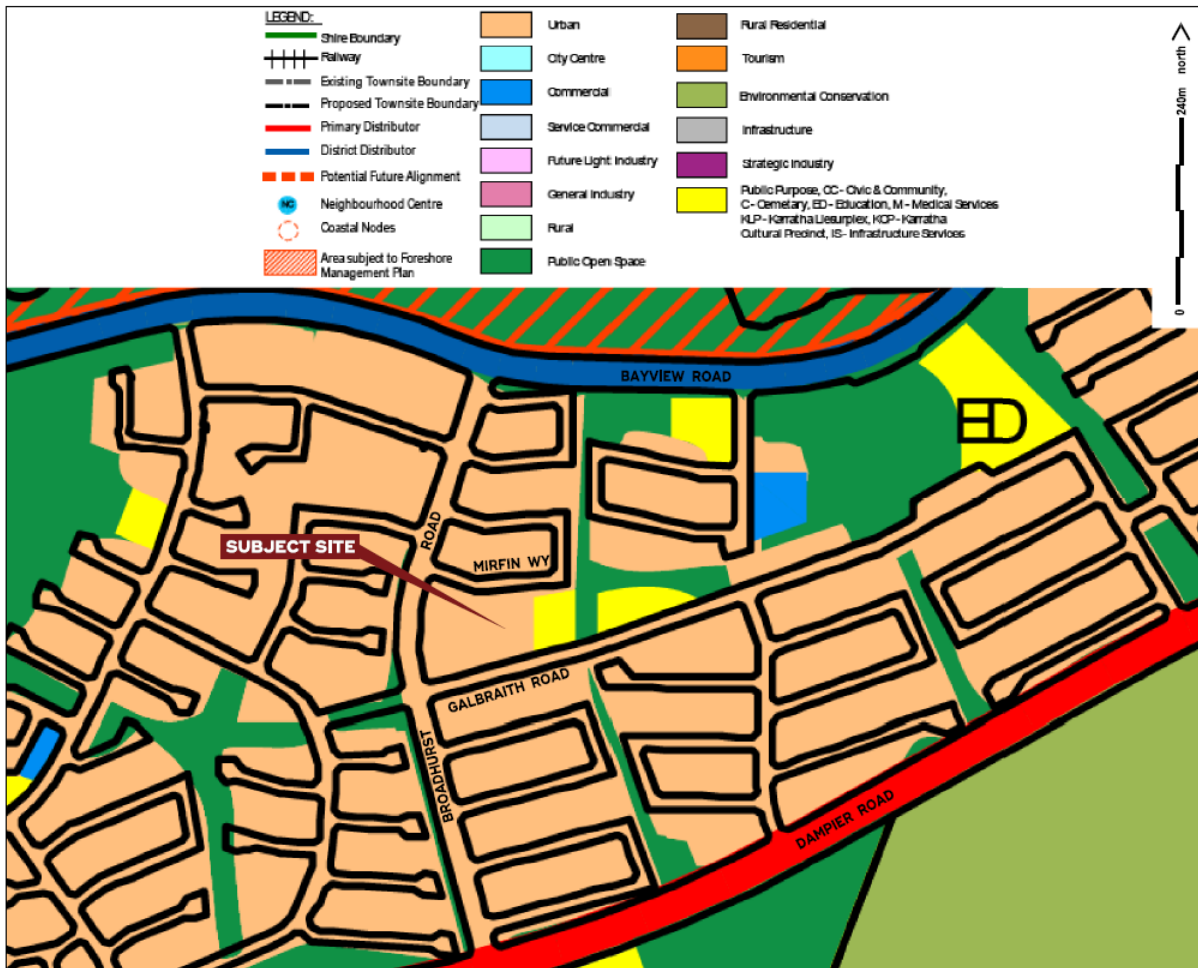 LEGEND:
Shire Boundary
Railway
Existing Townsite Boundary
Proposed Townsite Boundary
Primary Distributor
District Distributor
Potential Future Alignment
NC
Neighbourhood Centre
Coastal Nodes
Area subject to Foreshore
Management Plan
Urban
City Centre
Commercial
Service Commercial
Future Light Industry
General Industry
Rural
Public Open Space
Rural Residential
Tourism
Environmental Conservation
Infrastructure
Strategic Industry
Public Purpose, CC - Civic & Community,
C - Cemetary, ED - Education, M - Medical Services
KLP - Karratha Liesurplex, KCP - Karratha
Cultural Precinct, IS - Infrastructure Services
0 240m north
BAYVIEW ROAD
ED
ROAD
SUBJECT SITE
MIRFIN WY
GALBRAITH ROAD
BROADHURST
DAMPIER ROAD